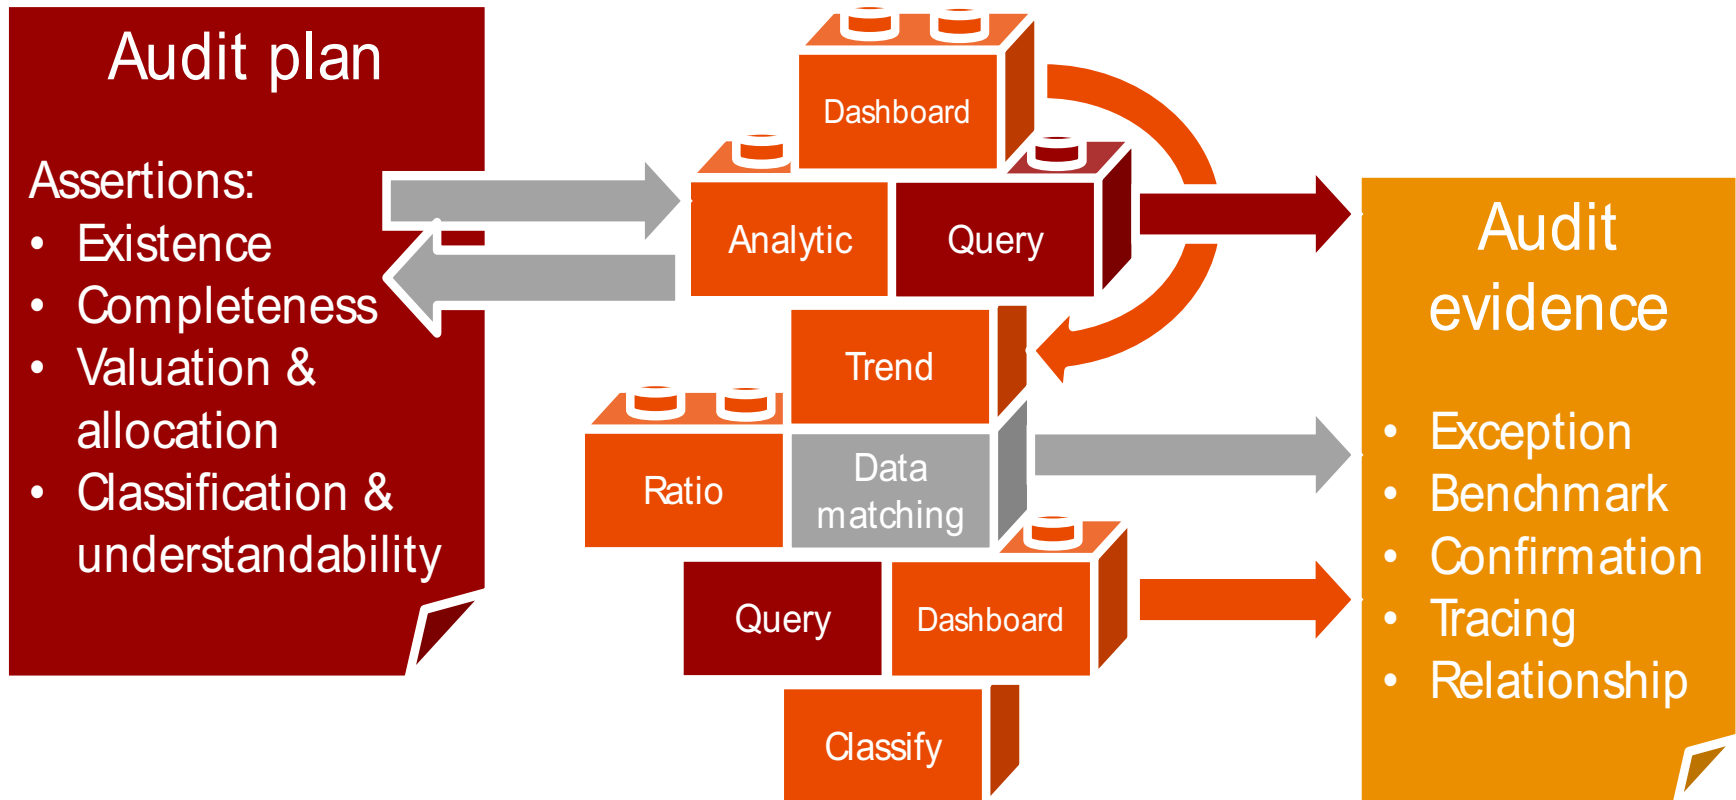 Audit plan
Assertions:
• Existence
• Completeness
• Valuation &
allocation
• Classification &
understandability
Dashboard
Analytic
Query
Trend
Ratio
Data
matching
Query
Dashboard
Classify
Audit
evidence
• Exception
• Benchmark
• Confirmation
• Tracing
• Relationship